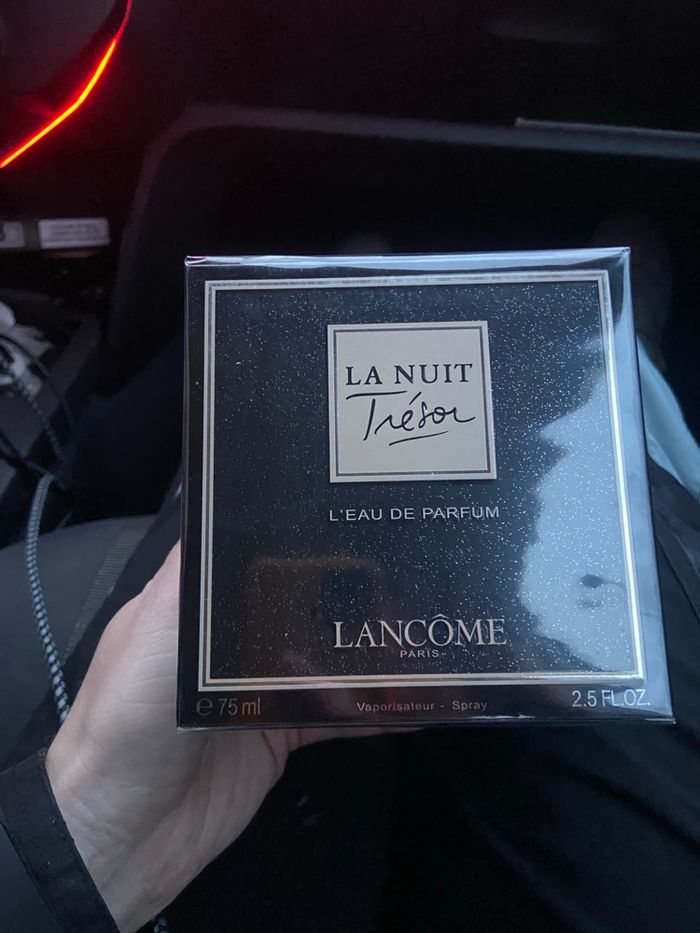 LA NUIT
Trésor
L'EAU DE PARFUM
LANCÔME
PARIS
℮ 75 ml
Vaporisateur - Spray
2.5 FL.OZ.